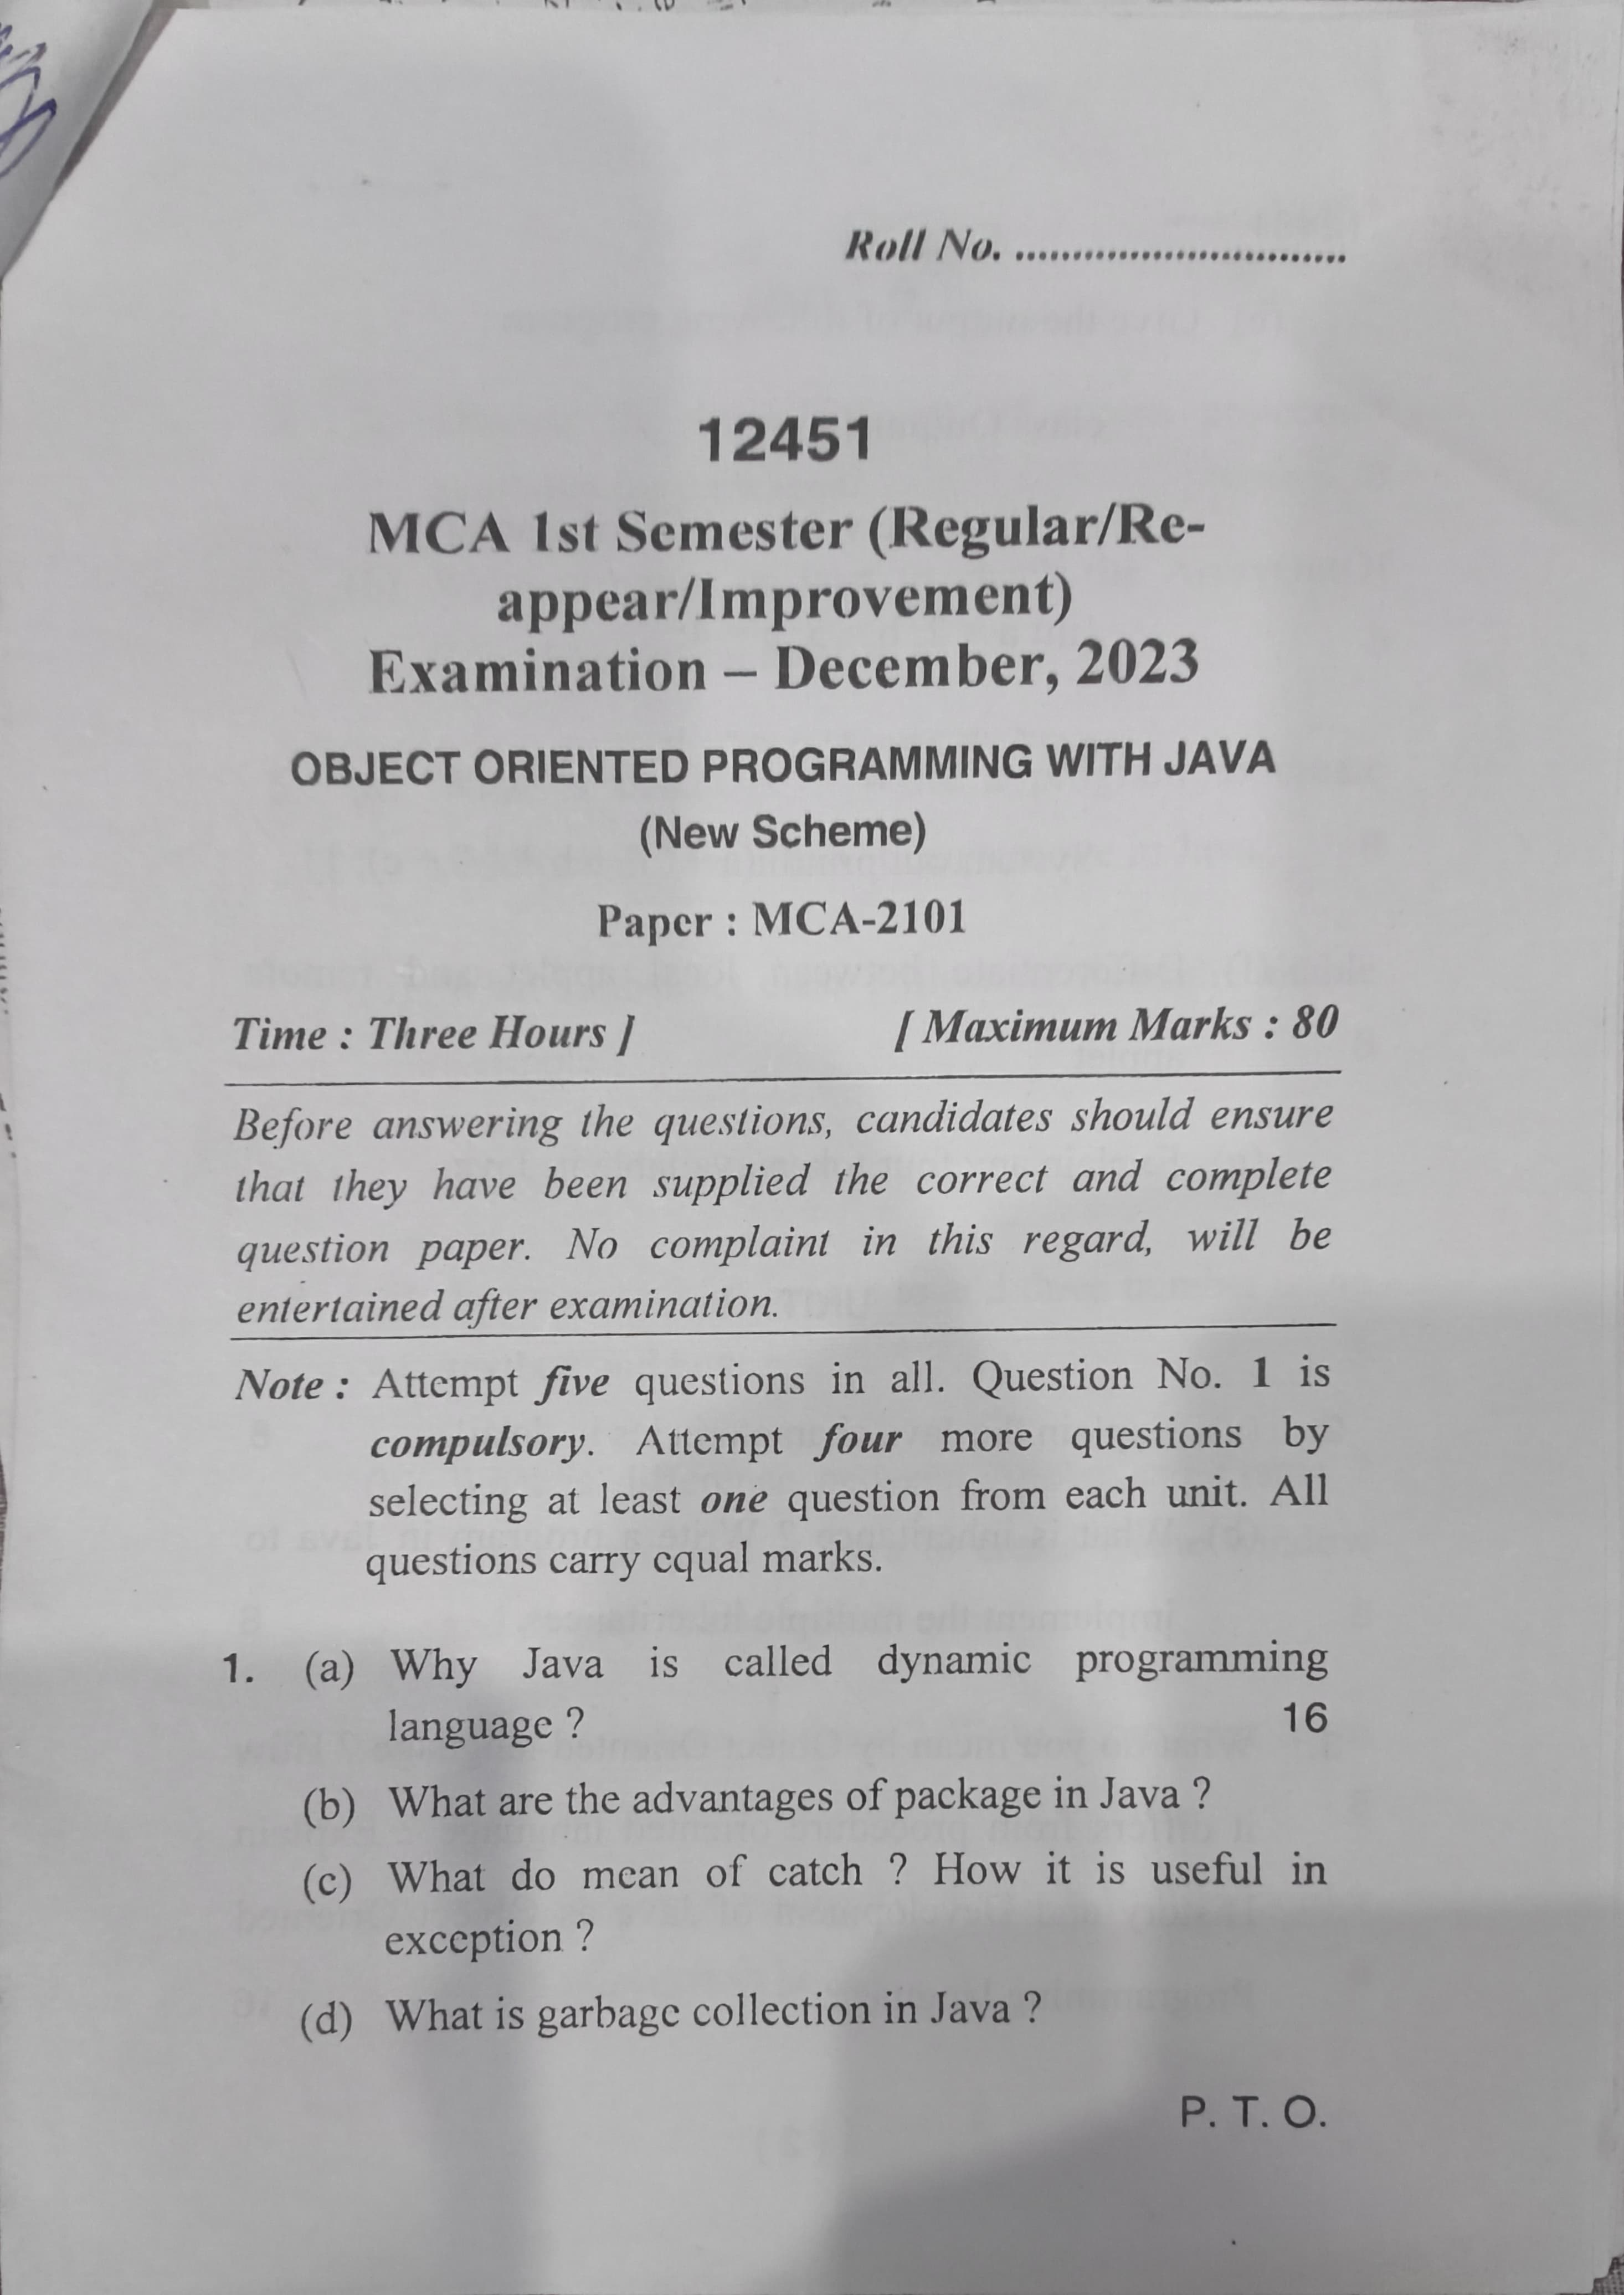 Roll No. ............................
12451
MCA 1st Semester (Regular/Re-
appear/Improvement)
Examination – December, 2023
OBJECT ORIENTED PROGRAMMING WITH JAVA
(New Scheme)
Paper : MCA-2101
Time : Three Hours ] [ Maximum Marks : 80
Before answering the questions, candidates should ensure
that they have been supplied the correct and complete
question paper. No complaint in this regard, will be
entertained after examination.
Note : Attempt five questions in all. Question No. 1 is
compulsory. Attempt four more questions by
selecting at least one question from each unit. All
questions carry equal marks.
1. (a) Why Java is called dynamic programming
language ? 16
(b) What are the advantages of package in Java ?
(c) What do mean of catch ? How it is useful in
exception ?
(d) What is garbage collection in Java ?
P. T. O.